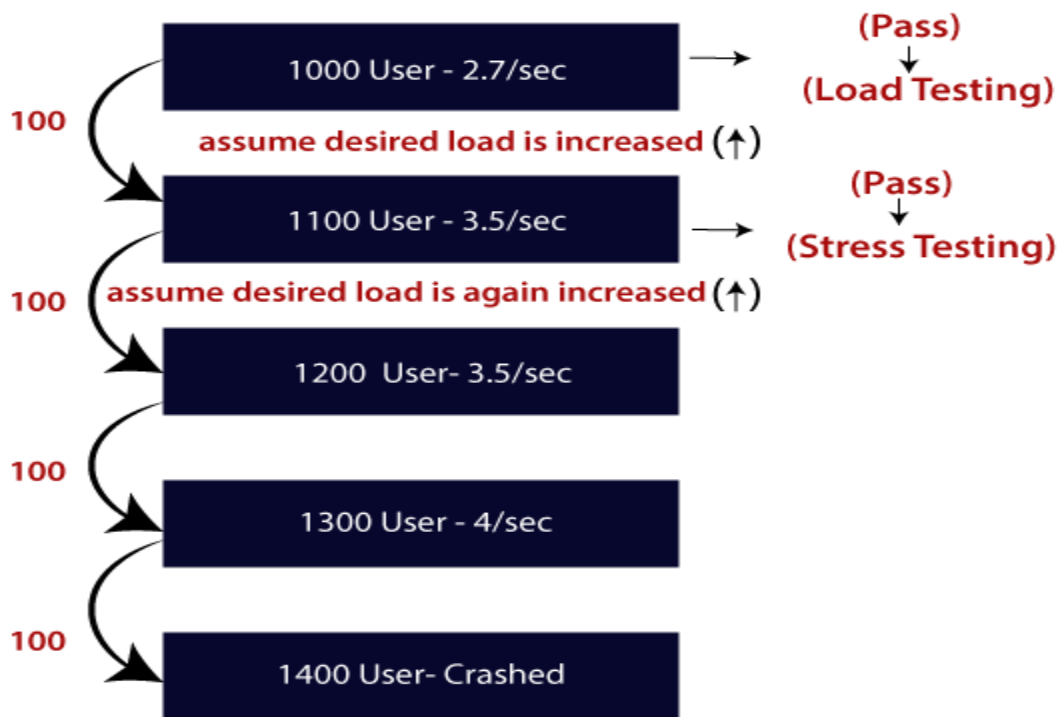 1000 User - 2.7/sec
(Pass)
(Load Testing)
100
assume desired load is increased (↑)
1100 User - 3.5/sec
(Pass)
(Stress Testing)
100
assume desired load is again increased (↑)
1200 User- 3.5/sec
100
1300 User - 4/sec
100
1400 User- Crashed